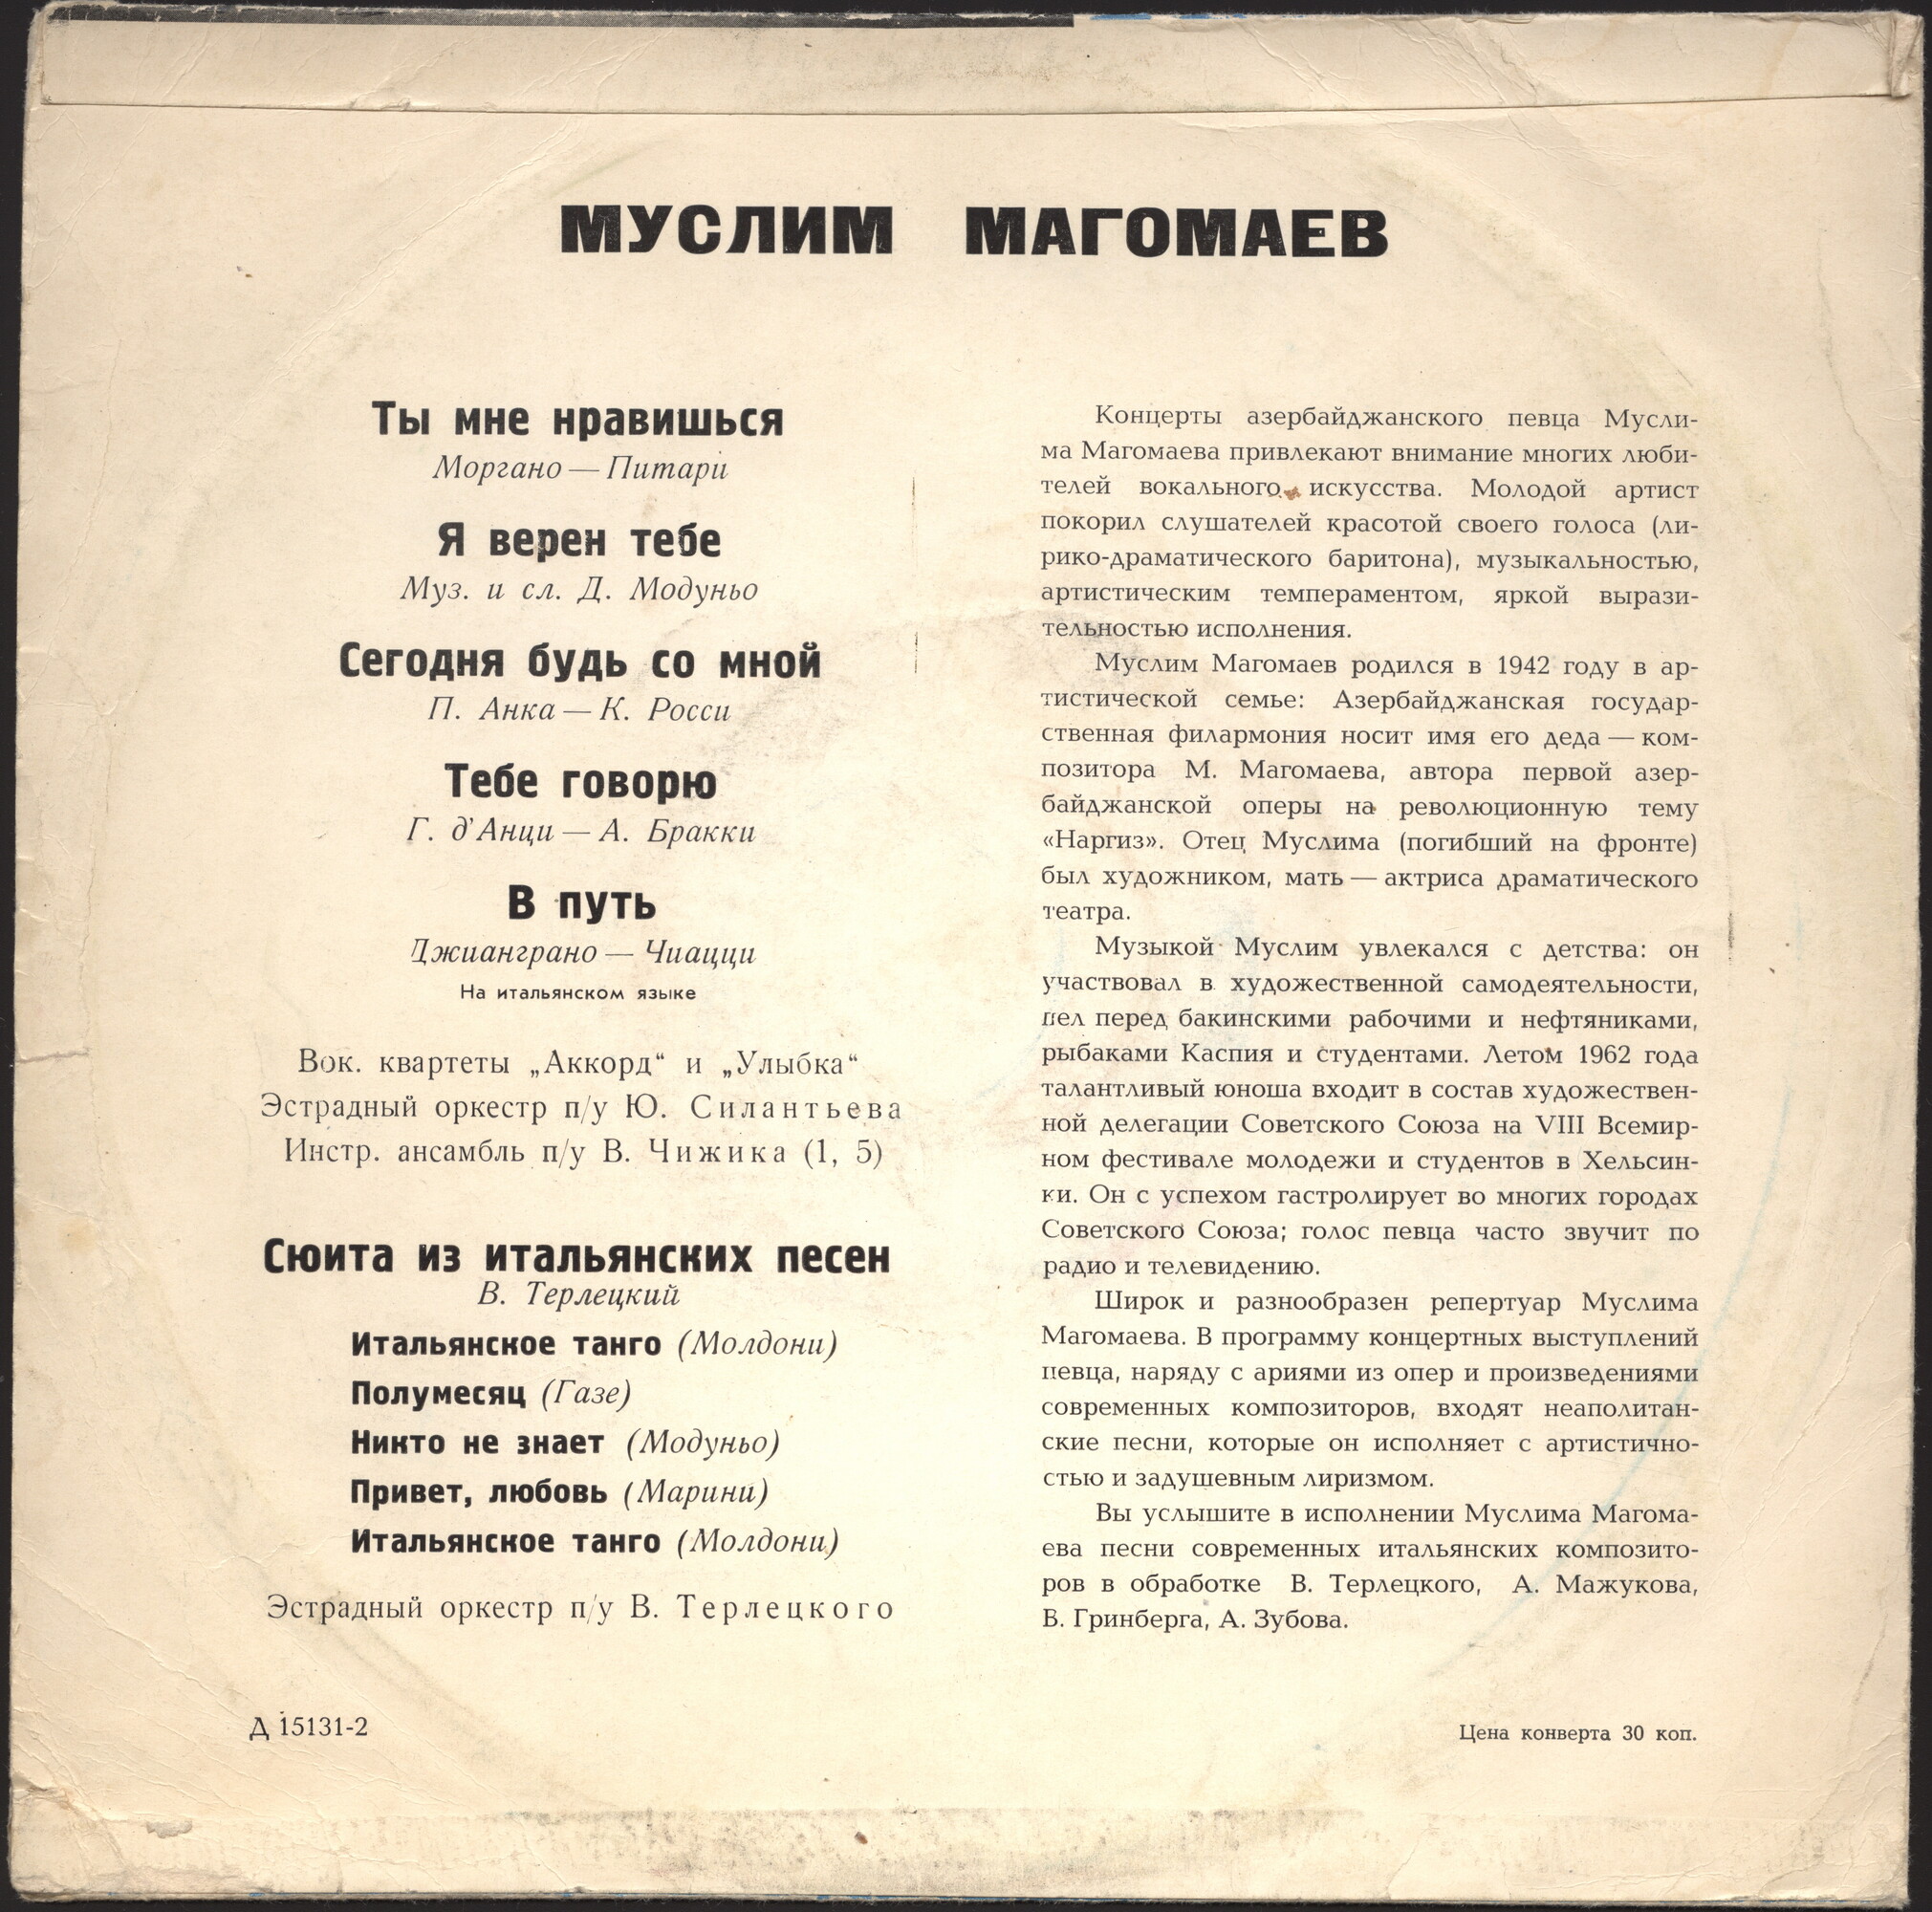 МУСЛИМ МАГОМАЕВ
Ты мне нравишься
Моргано — Питари
Я верен тебе
Муз. и сл. Д. Модуньо
Сегодня будь со мной
П. Анка — К. Росси
Тебе говорю
Г. д'Анци — А. Бракки
В путь
Джианграно — Чиацци
На итальянском языке
Вок. квартеты „Аккорд“ и „Улыбка“
Эстрадный оркестр п/у Ю. Силантьева
Инстр. ансамбль п/у В. Чижика (1, 5)
Сюита из итальянских песен
В. Терлецкий
Итальянское танго (Молдони)
Полумесяц (Газе)
Никто не знает (Модуньо)
Привет, любовь (Марини)
Итальянское танго (Молдони)
Эстрадный оркестр п/у В. Терлецкого
Д 15131-2
Концерты азербайджанского певца Мусли-
ма Магомаева привлекают внимание многих люби-
телей вокального искусства. Молодой артист
покорил слушателей красотой своего голоса (ли-
рико-драматического баритона), музыкальностью,
артистическим темпераментом, яркой вырази-
тельностью исполнения.
Муслим Магомаев родился в 1942 году в ар-
тистической семье: Азербайджанская государ-
ственная филармония носит имя его деда — ком-
позитора М. Магомаева, автора первой азер-
байджанской оперы на революционную тему
«Наргиз». Отец Муслима (погибший на фронте)
был художником, мать — актриса драматического
театра.
Музыкой Муслим увлекался с детства: он
участвовал в художественной самодеятельности,
пел перед бакинскими рабочими и нефтяниками,
рыбаками Каспия и студентами. Летом 1962 года
талантливый юноша входит в состав художествен-
ной делегации Советского Союза на VIII Всемир-
ном фестивале молодежи и студентов в Хельсин-
ки. Он с успехом гастролирует во многих городах
Советского Союза; голос певца часто звучит по
радио и телевидению.
Широк и разнообразен репертуар Муслима
Магомаева. В программу концертных выступлений
певца, наряду с ариями из опер и произведениями
современных композиторов, входят неаполитан-
ские песни, которые он исполняет с артистично-
стью и задушевным лиризмом.
Вы услышите в исполнении Муслима Магома-
ева песни современных итальянских композито-
ров в обработке В. Терлецкого, А. Мажукова,
В. Гринберга, А. Зубова.
Цена конверта 30 коп.